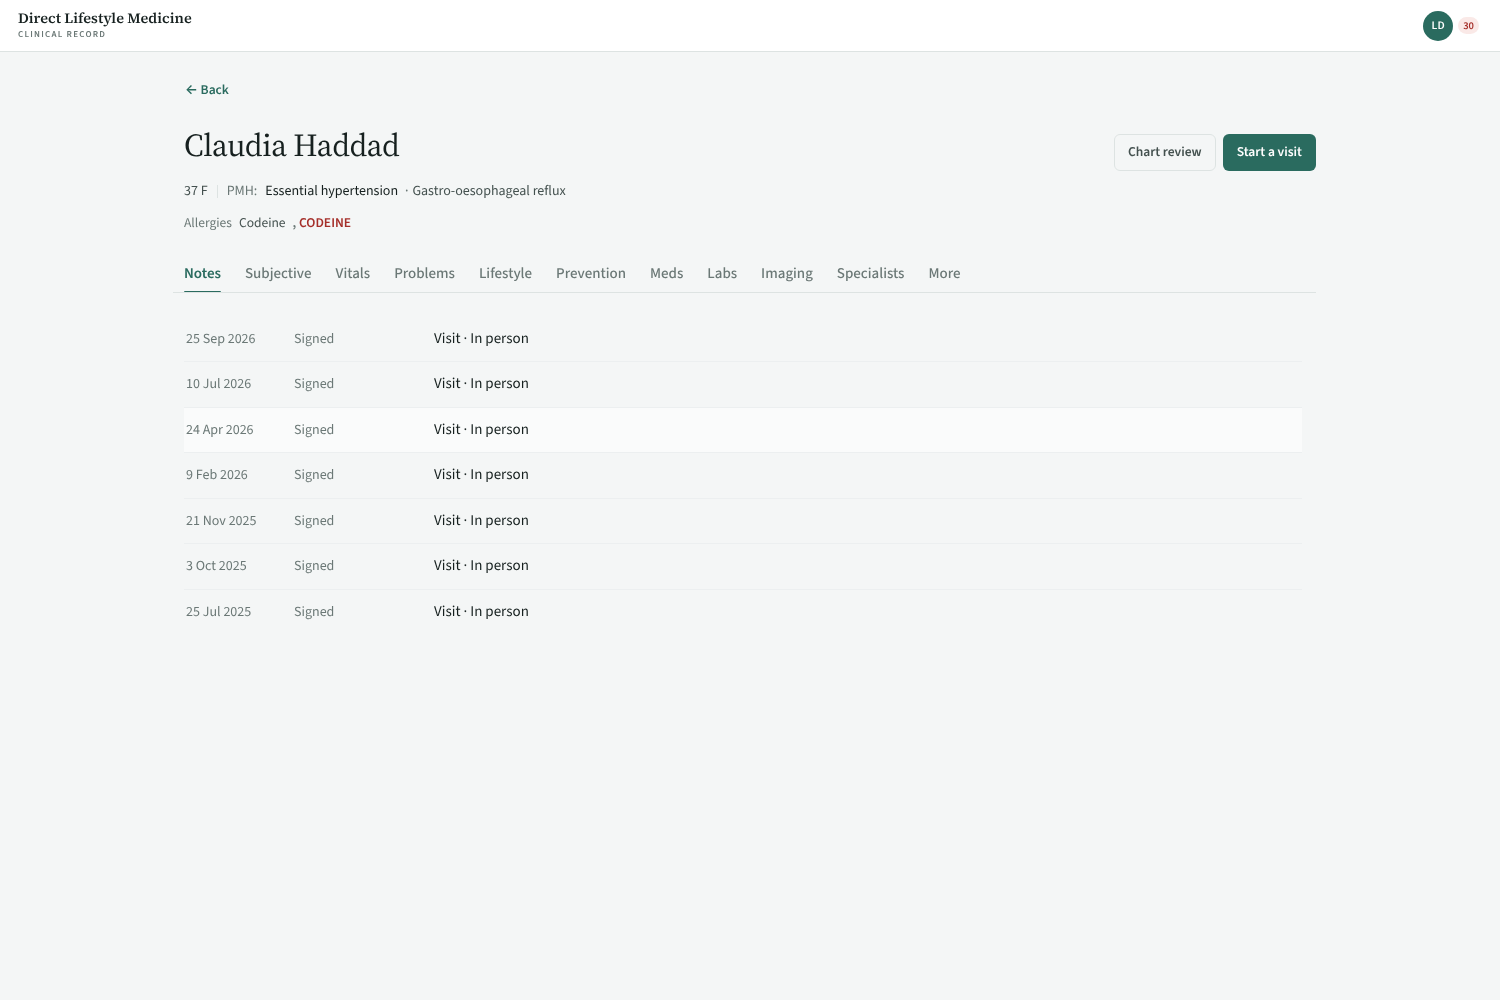 Direct Lifestyle Medicine
CLINICAL RECORD
LD 30
← Back
Claudia Haddad
Chart review Start a visit
37 F PMH: Essential hypertension · Gastro-oesophageal reflux
Allergies Codeine , CODEINE
Notes Subjective Vitals Problems Lifestyle Prevention Meds Labs Imaging Specialists More
25 Sep 2026 Signed Visit · In person
10 Jul 2026 Signed Visit · In person
24 Apr 2026 Signed Visit · In person
9 Feb 2026 Signed Visit · In person
21 Nov 2025 Signed Visit · In person
3 Oct 2025 Signed Visit · In person
25 Jul 2025 Signed Visit · In person